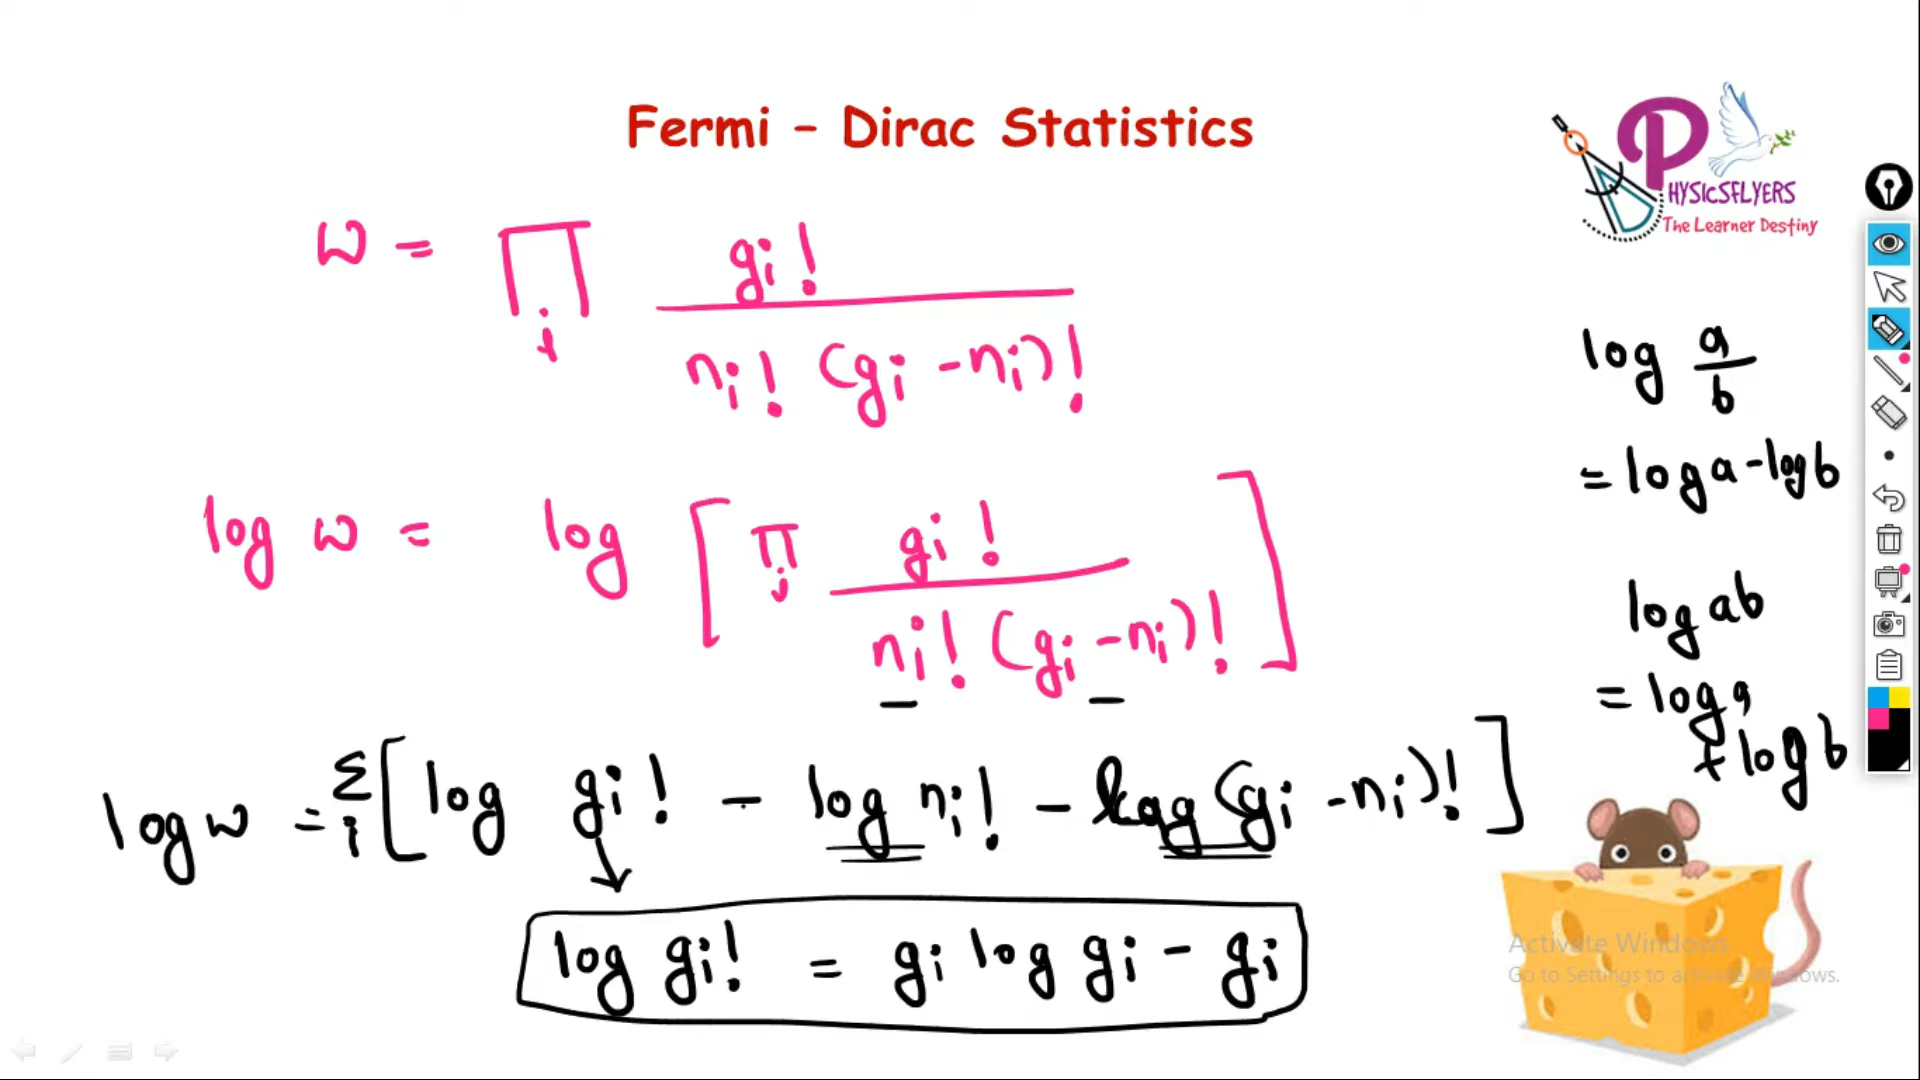 Fermi - Dirac Statistics
PHYSICSFLYERS
The Learner Destiny
ω = ∏ᵢ gᵢ! / nᵢ! (gᵢ - nᵢ)!
log ω = log [ ∏ᵢ gᵢ! / nᵢ! (gᵢ - nᵢ)! ]
log ω = Σᵢ [ log gᵢ! - log nᵢ! - log (gᵢ - nᵢ)! ]
log gᵢ! = gᵢ log gᵢ - gᵢ
log a/b
= log a - log b
log ab
= log a
+ log b
Activate Windows
Go to Settings to activate Windows.